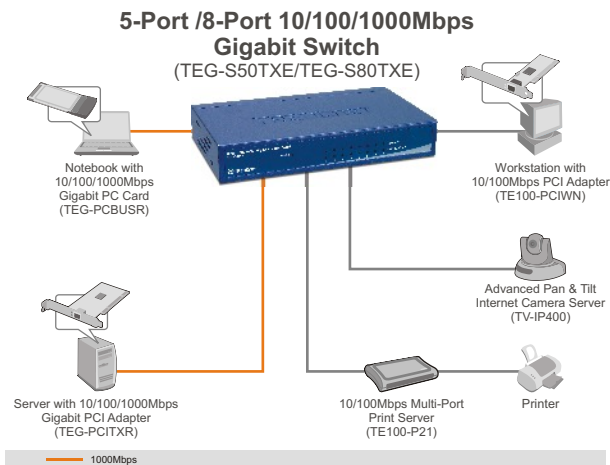 5-Port /8-Port 10/100/1000Mbps
Gigabit Switch
(TEG-S50TXE/TEG-S80TXE)
Notebook with
10/100/1000Mbps
Gigabit PC Card
(TEG-PCBUSR)
Workstation with
10/100Mbps PCI Adapter
(TE100-PCIWN)
Advanced Pan & Tilt
Internet Camera Server
(TV-IP400)
Server with 10/100/1000Mbps
Gigabit PCI Adapter
(TEG-PCITXR)
10/100Mbps Multi-Port
Print Server
(TE100-P21)
Printer
1000Mbps